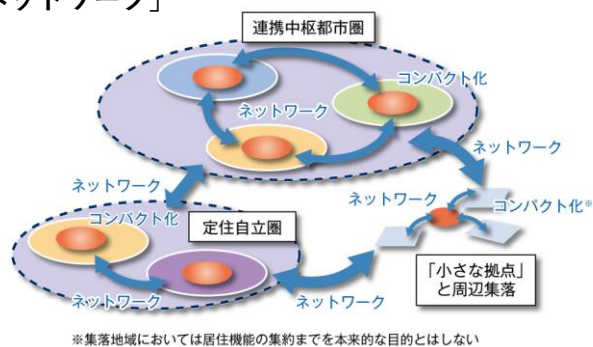 ネットワーク」
連携中枢都市圏
コンパクト化
ネットワーク
ネットワーク
ネットワーク
ネットワーク
コンパクト化※
コンパクト化
定住自立圏
「小さな拠点」
と周辺集落
ネットワーク
ネットワーク
※集落地域においては居住機能の集約までを本来的な目的とはしない